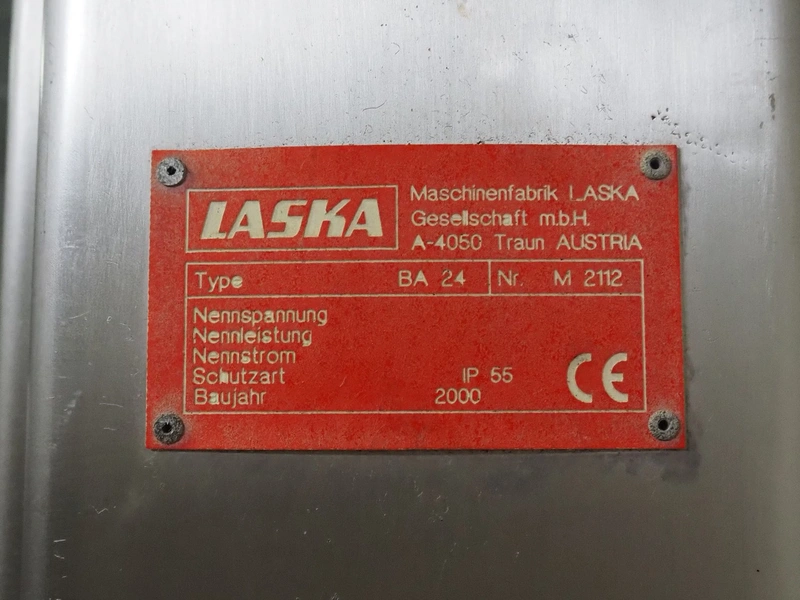 LASKA
Maschinenfabrik LASKA
Gesellschaft m.b.H.
A-4050 Traun AUSTRIA
Type BA 24 Nr. M 2112
Nennspannung
Nennleistung
Nennstrom
Schutzart IP 55
Baujahr 2000
CE